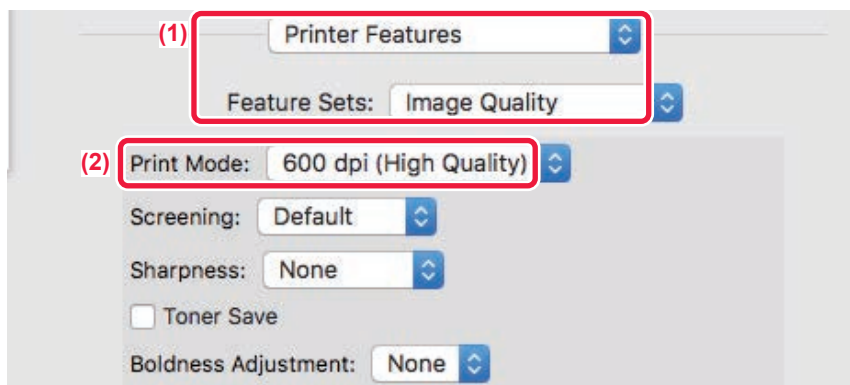 (1) Printer Features
Feature Sets: Image Quality
(2) Print Mode: 600 dpi (High Quality)
Screening: Default
Sharpness: None
Toner Save
Boldness Adjustment: None